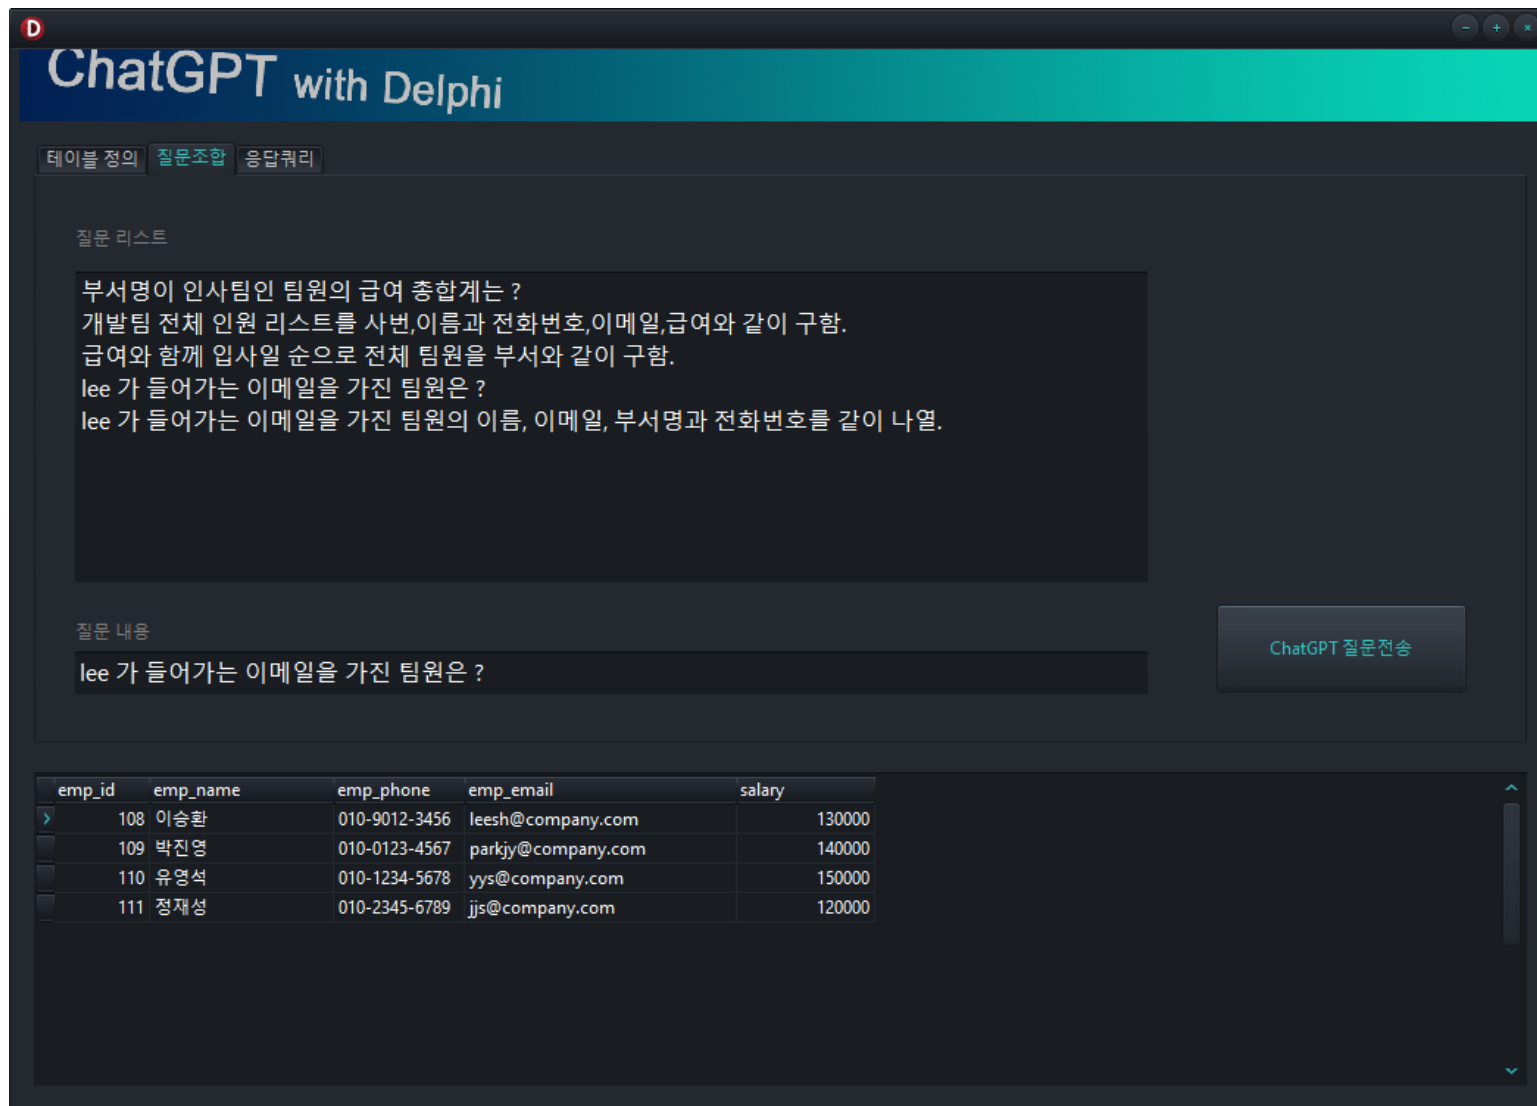 ChatGPT with Delphi
테이블 정의 질문조합 응답쿼리
질문 리스트
부서명이 인사팀인 팀원의 급여 총합계는 ?
개발팀 전체 인원 리스트를 사번,이름과 전화번호,이메일,급여와 같이 구함.
급여와 함께 입사일 순으로 전체 팀원을 부서와 같이 구함.
lee 가 들어가는 이메일을 가진 팀원은 ?
lee 가 들어가는 이메일을 가진 팀원의 이름, 이메일, 부서명과 전화번호를 같이 나열.
질문 내용
lee 가 들어가는 이메일을 가진 팀원은 ?
ChatGPT 질문전송
emp_id emp_name emp_phone emp_email salary
108 이승환 010-9012-3456 leesh@company.com 130000
109 박진영 010-0123-4567 parkjy@company.com 140000
110 유영석 010-1234-5678 yys@company.com 150000
111 정재성 010-2345-6789 jjs@company.com 120000